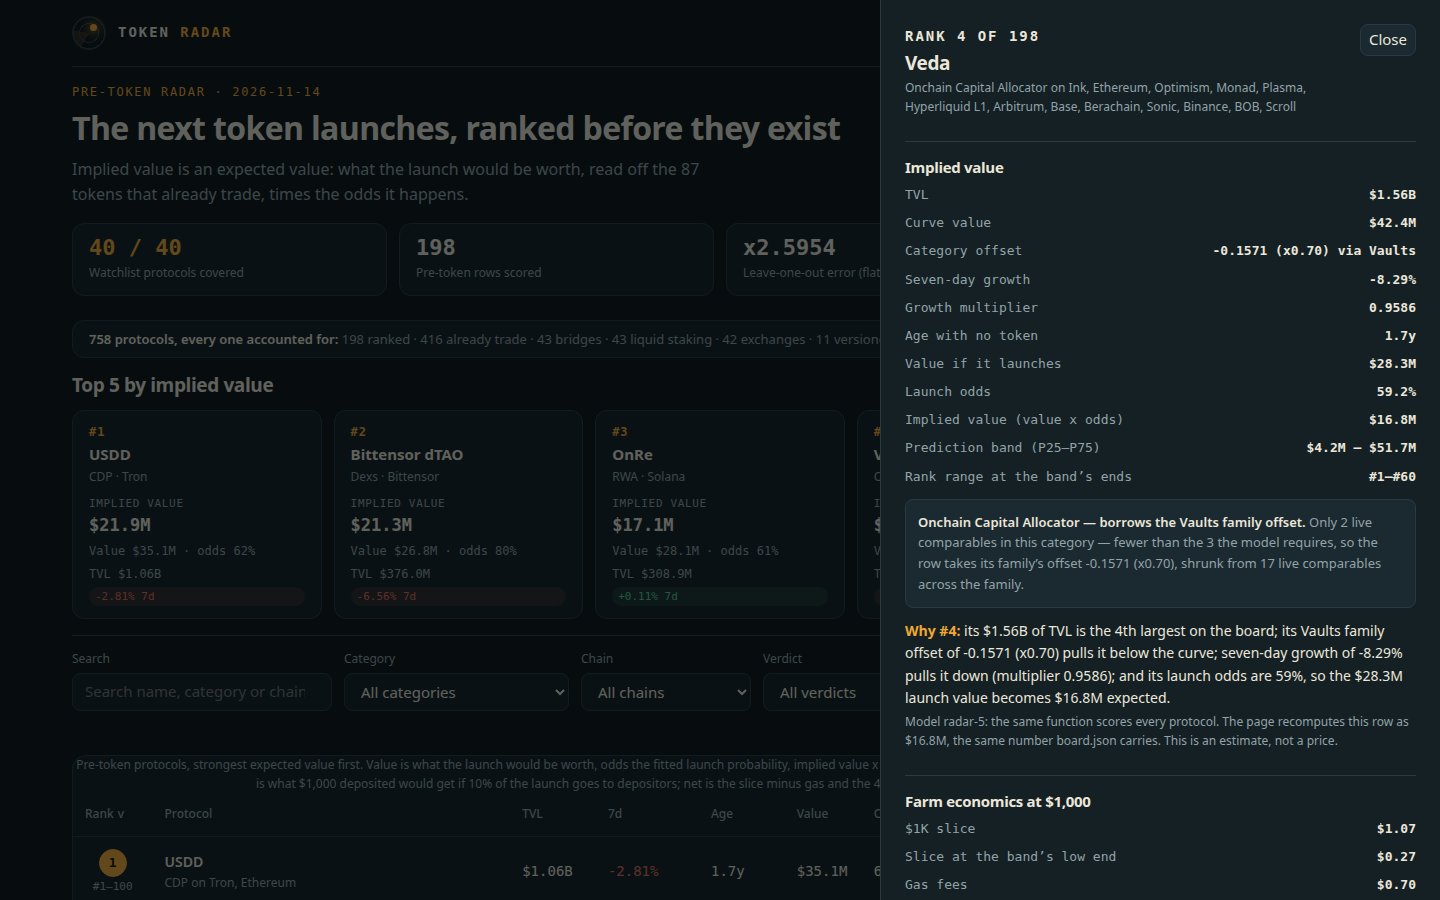 TOKEN RADAR
PRE-TOKEN RADAR · 2026-11-14
The next token launches, ranked before they exist
Implied value is an expected value: what the launch would be worth, read off the 87
tokens that already trade, times the odds it happens.
40 / 40
Watchlist protocols covered
198
Pre-token rows scored
x2.5954
Leave-one-out error (flat
758 protocols, every one accounted for: 198 ranked · 416 already trade · 43 bridges · 43 liquid staking · 42 exchanges · 11 version
Top 5 by implied value
#1
USDD
CDP · Tron
IMPLIED VALUE
$21.9M
Value $35.1M · odds 62%
TVL $1.06B
-2.81% 7d
#2
Bittensor dTAO
Dexs · Bittensor
IMPLIED VALUE
$21.3M
Value $26.8M · odds 80%
TVL $376.0M
-6.56% 7d
#3
OnRe
RWA · Solana
IMPLIED VALUE
$17.1M
Value $28.1M · odds 61%
TVL $308.9M
+0.11% 7d
Search
Category
Chain
Verdict
Search name, category or chain
All categories
All chains
All verdicts
Pre-token protocols, strongest expected value first. Value is what the launch would be worth, odds the fitted launch probability, implied value x
is what $1,000 deposited would get if 10% of the launch goes to depositors; net is the slice minus gas and the 4
Rank v
Protocol
TVL
7d
Age
Value
1
#1–100
USDD
CDP on Tron, Ethereum
$1.06B
-2.81%
1.7y
$35.1M
RANK 4 OF 198
Close
Veda
Onchain Capital Allocator on Ink, Ethereum, Optimism, Monad, Plasma,
Hyperliquid L1, Arbitrum, Base, Berachain, Sonic, Binance, BOB, Scroll
Implied value
TVL $1.56B
Curve value $42.4M
Category offset -0.1571 (x0.70) via Vaults
Seven-day growth -8.29%
Growth multiplier 0.9586
Age with no token 1.7y
Value if it launches $28.3M
Launch odds 59.2%
Implied value (value x odds) $16.8M
Prediction band (P25–P75) $4.2M – $51.7M
Rank range at the band’s ends #1–#60
Onchain Capital Allocator — borrows the Vaults family offset. Only 2 live
comparables in this category — fewer than the 3 the model requires, so the
row takes its family’s offset -0.1571 (x0.70), shrunk from 17 live comparables
across the family.
Why #4: its $1.56B of TVL is the 4th largest on the board; its Vaults family
offset of -0.1571 (x0.70) pulls it below the curve; seven-day growth of -8.29%
pulls it down (multiplier 0.9586); and its launch odds are 59%, so the $28.3M
launch value becomes $16.8M expected.
Model radar-5: the same function scores every protocol. The page recomputes this row as
$16.8M, the same number board.json carries. This is an estimate, not a price.
Farm economics at $1,000
$1K slice $1.07
Slice at the band’s low end $0.27
Gas fees $0.70